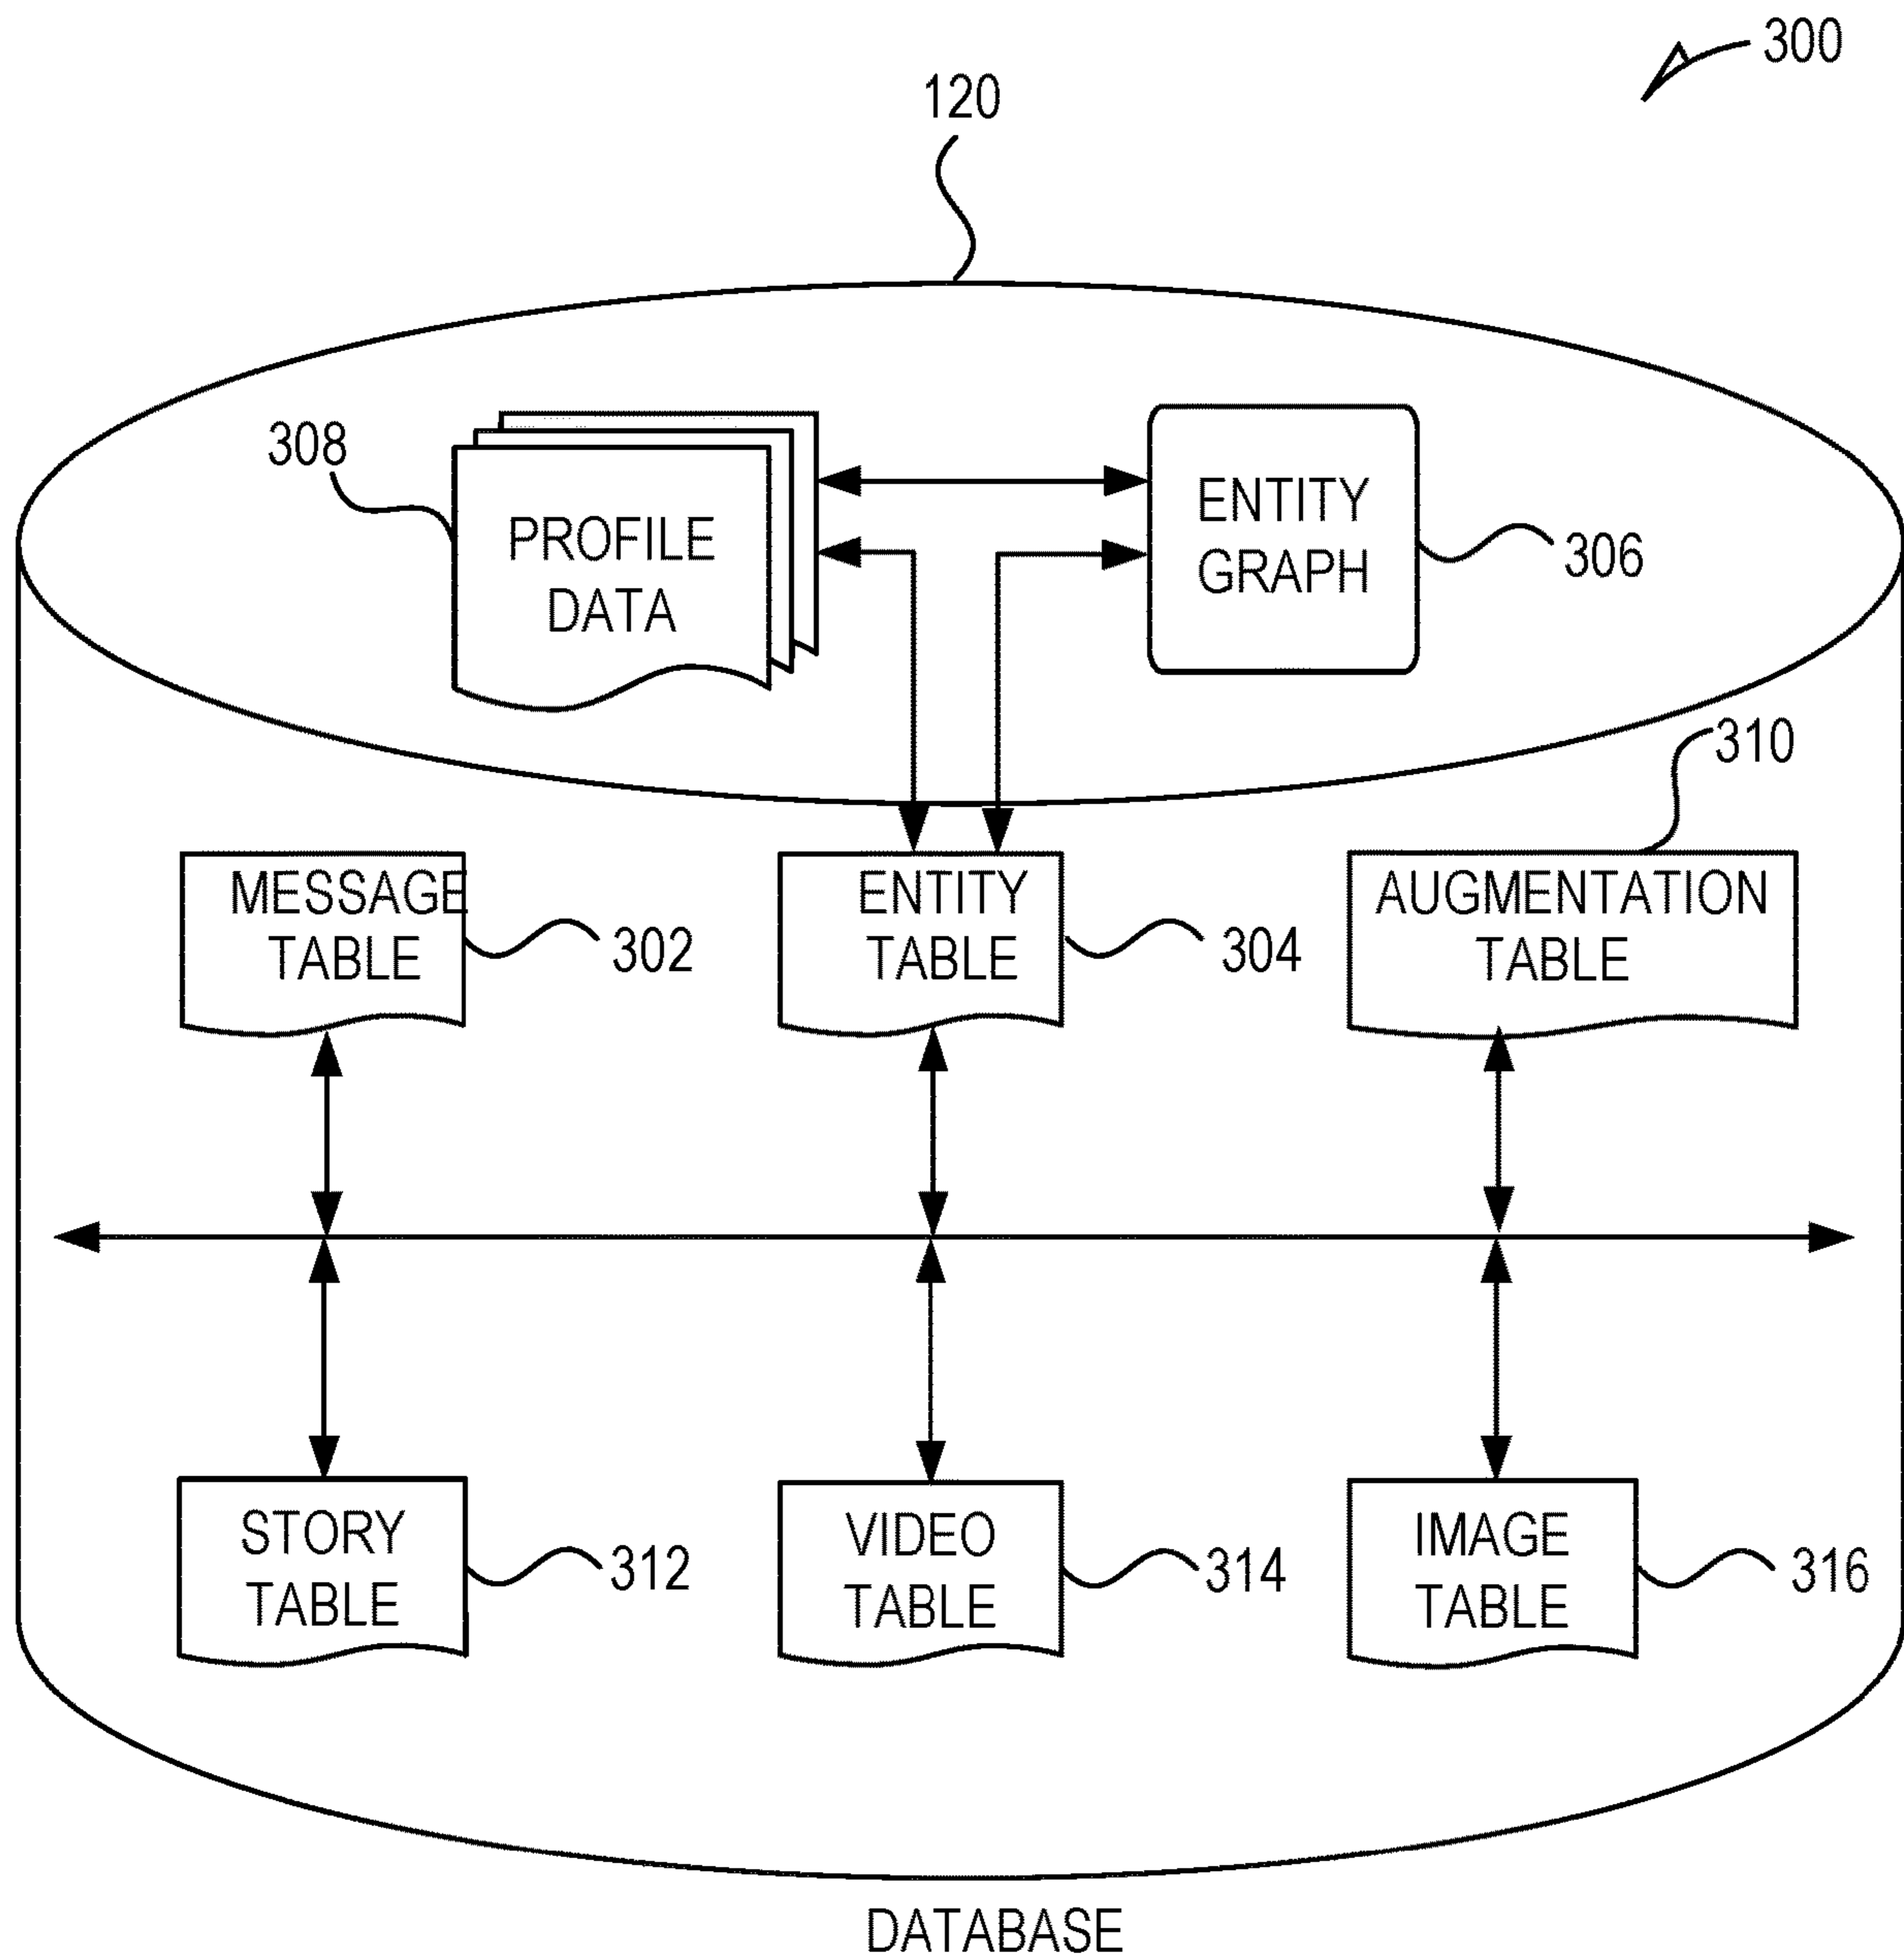 300
120
308
PROFILE
DATA
ENTITY
GRAPH
306
310
MESSAGE
TABLE
302
ENTITY
TABLE
304
AUGMENTATION
TABLE
STORY
TABLE
312
VIDEO
TABLE
314
IMAGE
TABLE
316
DATABASE